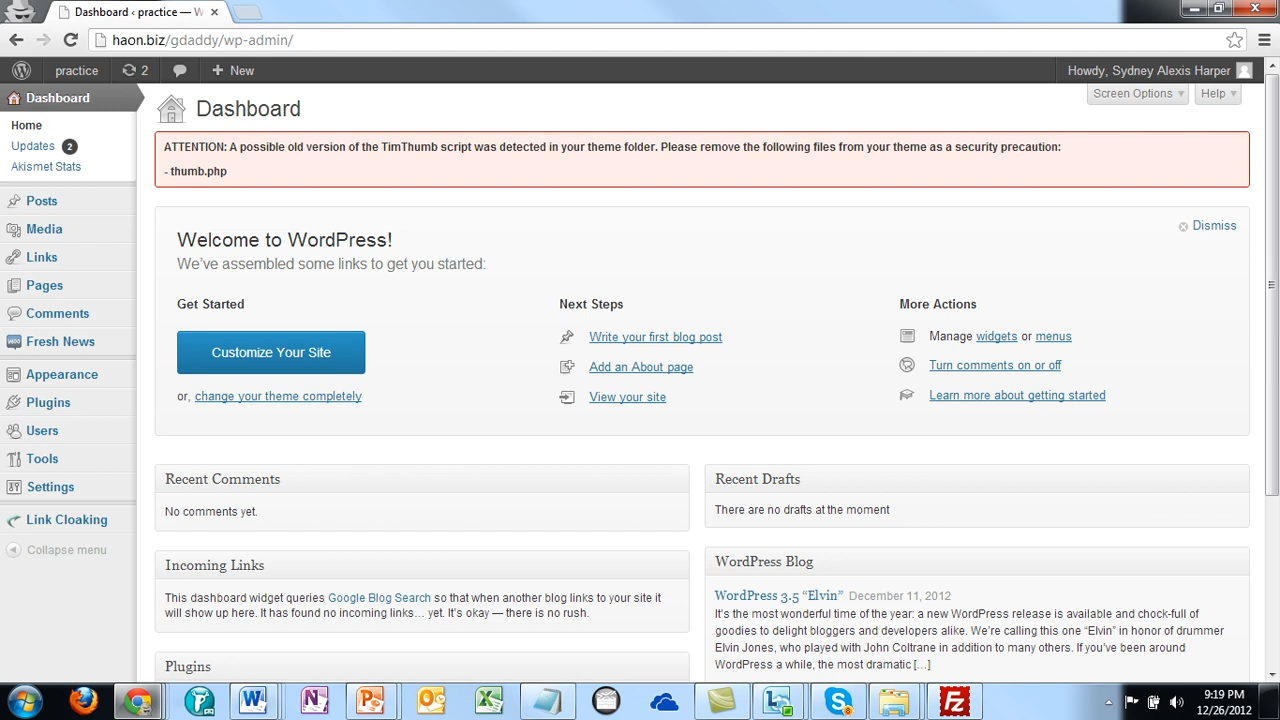 Dashboard ‹ practice — W
haon.biz/gdaddy/wp-admin/
practice 2 New Howdy, Sydney Alexis Harper
Dashboard
Home
Updates 2
Akismet Stats
Posts
Media
Links
Pages
Comments
Fresh News
Appearance
Plugins
Users
Tools
Settings
Link Cloaking
Collapse menu
Screen Options Help
Dashboard
ATTENTION: A possible old version of the TimThumb script was detected in your theme folder. Please remove the following files from your theme as a security precaution:
- thumb.php
Dismiss
Welcome to WordPress!
We've assembled some links to get you started:
Get Started
Customize Your Site
or, change your theme completely
Next Steps
Write your first blog post
Add an About page
View your site
More Actions
Manage widgets or menus
Turn comments on or off
Learn more about getting started
Recent Comments
No comments yet.
Incoming Links
This dashboard widget queries Google Blog Search so that when another blog links to your site it
will show up here. It has found no incoming links… yet. It's okay — there is no rush.
Plugins
Recent Drafts
There are no drafts at the moment
WordPress Blog
WordPress 3.5 “Elvin” December 11, 2012
It's the most wonderful time of the year: a new WordPress release is available and chock-full of
goodies to delight bloggers and developers alike. We're calling this one “Elvin” in honor of drummer
Elvin Jones, who played with John Coltrane in addition to many others. If you've been around
WordPress a while, the most dramatic […]
9:19 PM
12/26/2012